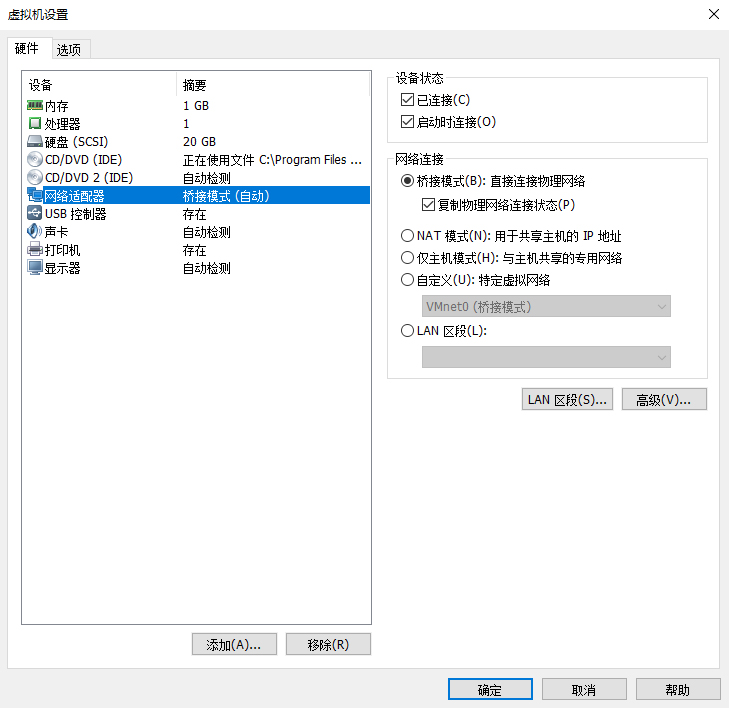 虚拟机设置
硬件 选项
设备 摘要
内存 1 GB
处理器 1
硬盘 (SCSI) 20 GB
CD/DVD (IDE) 正在使用文件 C:\Program Files ...
CD/DVD 2 (IDE) 自动检测
网络适配器 桥接模式 (自动)
USB 控制器 存在
声卡 自动检测
打印机 存在
显示器 自动检测
添加(A)... 移除(R)
设备状态
已连接(C)
启动时连接(O)
网络连接
桥接模式(B): 直接连接物理网络
复制物理网络连接状态(P)
NAT 模式(N): 用于共享主机的 IP 地址
仅主机模式(H): 与主机共享的专用网络
自定义(U): 特定虚拟网络
VMnet0 (桥接模式)
LAN 区段(L):
LAN 区段(S)... 高级(V)...
确定 取消 帮助